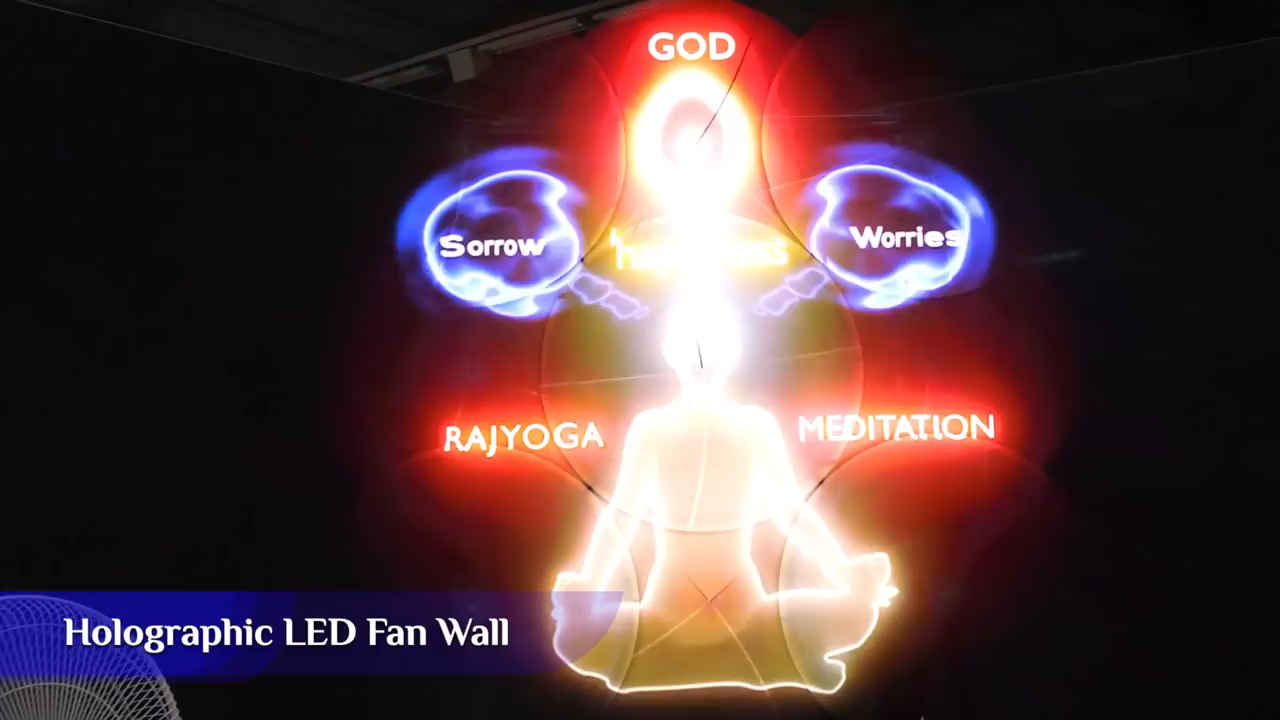 GOD
Sorrow
Worries
RAJYOGA
MEDITATION
Holographic LED Fan Wall